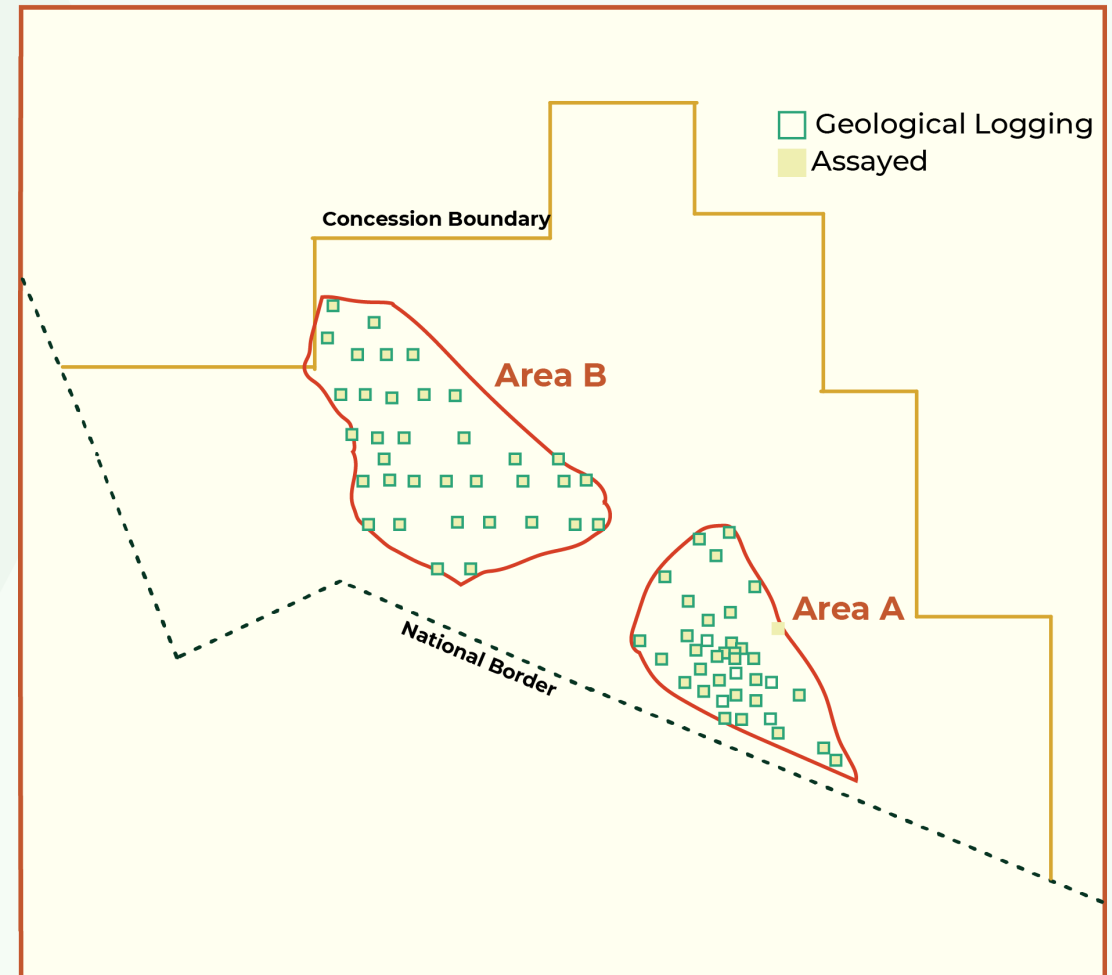 Geological Logging
Assayed
Concession Boundary
Area B
Area A
National Border